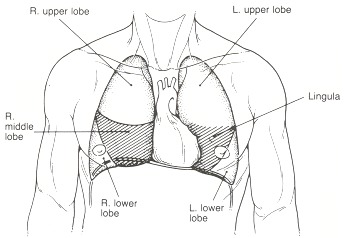 R. upper lobe
L. upper lobe
Lingula
R.
middle
lobe
R. lower
lobe
L. lower
lobe